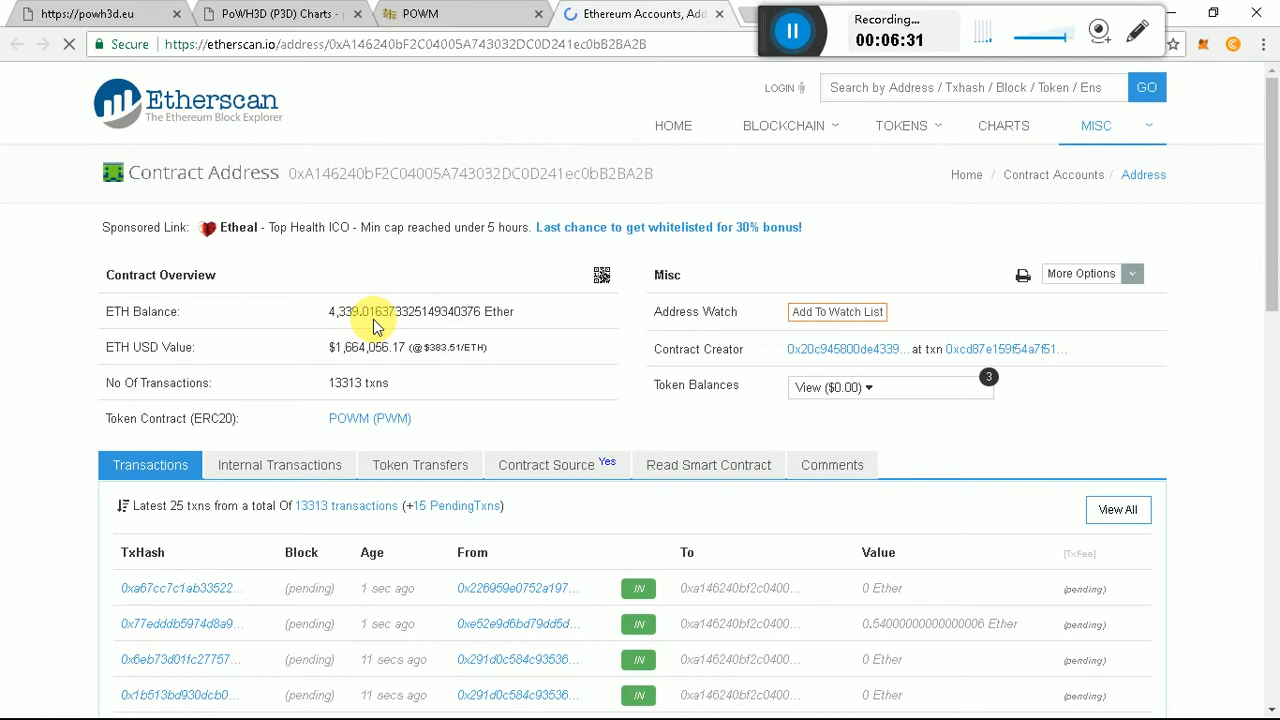 https://powh3d.eu
PoWH3D (P3D) Chart -
POWM
Ethereum Accounts, Ad
Recording...
00:06:31
Secure
https://etherscan.io/address/0xA146240bF2C04005A743032DC0D241ec0bB2BA2B
Etherscan
The Ethereum Block Explorer
LOGIN
Search by Address / Txhash / Block / Token / Ens
GO
HOME
BLOCKCHAIN
TOKENS
CHARTS
MISC
Contract Address 0xA146240bF2C04005A743032DC0D241ec0bB2BA2B
Home / Contract Accounts / Address
Sponsored Link: Etheal - Top Health ICO - Min cap reached under 5 hours. Last chance to get whitelisted for 30% bonus!
Contract Overview
ETH Balance: 4,339.016373325149340376 Ether
ETH USD Value: $1,664,056.17 (@ $383.51/ETH)
No Of Transactions: 13313 txns
Token Contract (ERC20): POWM (PWM)
Misc
More Options
Address Watch Add To Watch List
Contract Creator 0x20c945800de4339... at txn 0xcd87e159f54a7f51...
Token Balances View ($0.00)
3
Transactions
Internal Transactions
Token Transfers
Contract Source Yes
Read Smart Contract
Comments
Latest 25 txns from a total Of 13313 transactions (+15 PendingTxns)
View All
TxHash Block Age From To Value [TxFee]
0xa67cc7c1ab33522... (pending) 1 sec ago 0x226959e0752a197... IN 0xa146240bf2c0400... 0 Ether (pending)
0x77edddb5974d8a9... (pending) 1 sec ago 0xe52e9d6bd79dd5d... IN 0xa146240bf2c0400... 0.54000000000000006 Ether (pending)
0x6eb73d01fc27757... (pending) 11 secs ago 0x291d0c584c93536... IN 0xa146240bf2c0400... 0 Ether (pending)
0x1b513bd930dcb0... (pending) 11 secs ago 0x291d0c584c93536... IN 0xa146240bf2c0400... 0 Ether (pending)